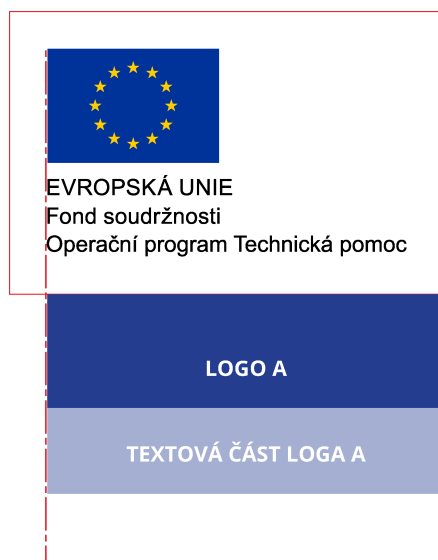 EVROPSKÁ UNIE
Fond soudržnosti
Operační program Technická pomoc
LOGO A
TEXTOVÁ ČÁST LOGA A